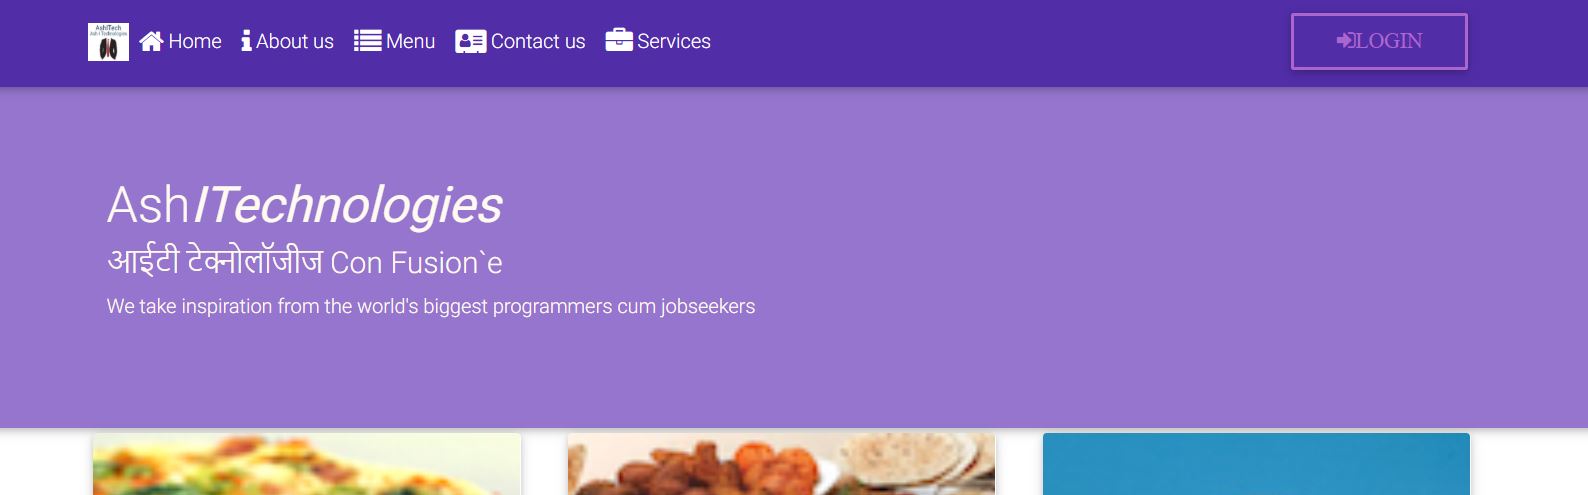 AshITech
Ash I Technologies
Home
About us
Menu
Contact us
Services
LOGIN
AshITechnologies
आईटी टेक्नोलॉजीज Con Fusion`e
We take inspiration from the world's biggest programmers cum jobseekers